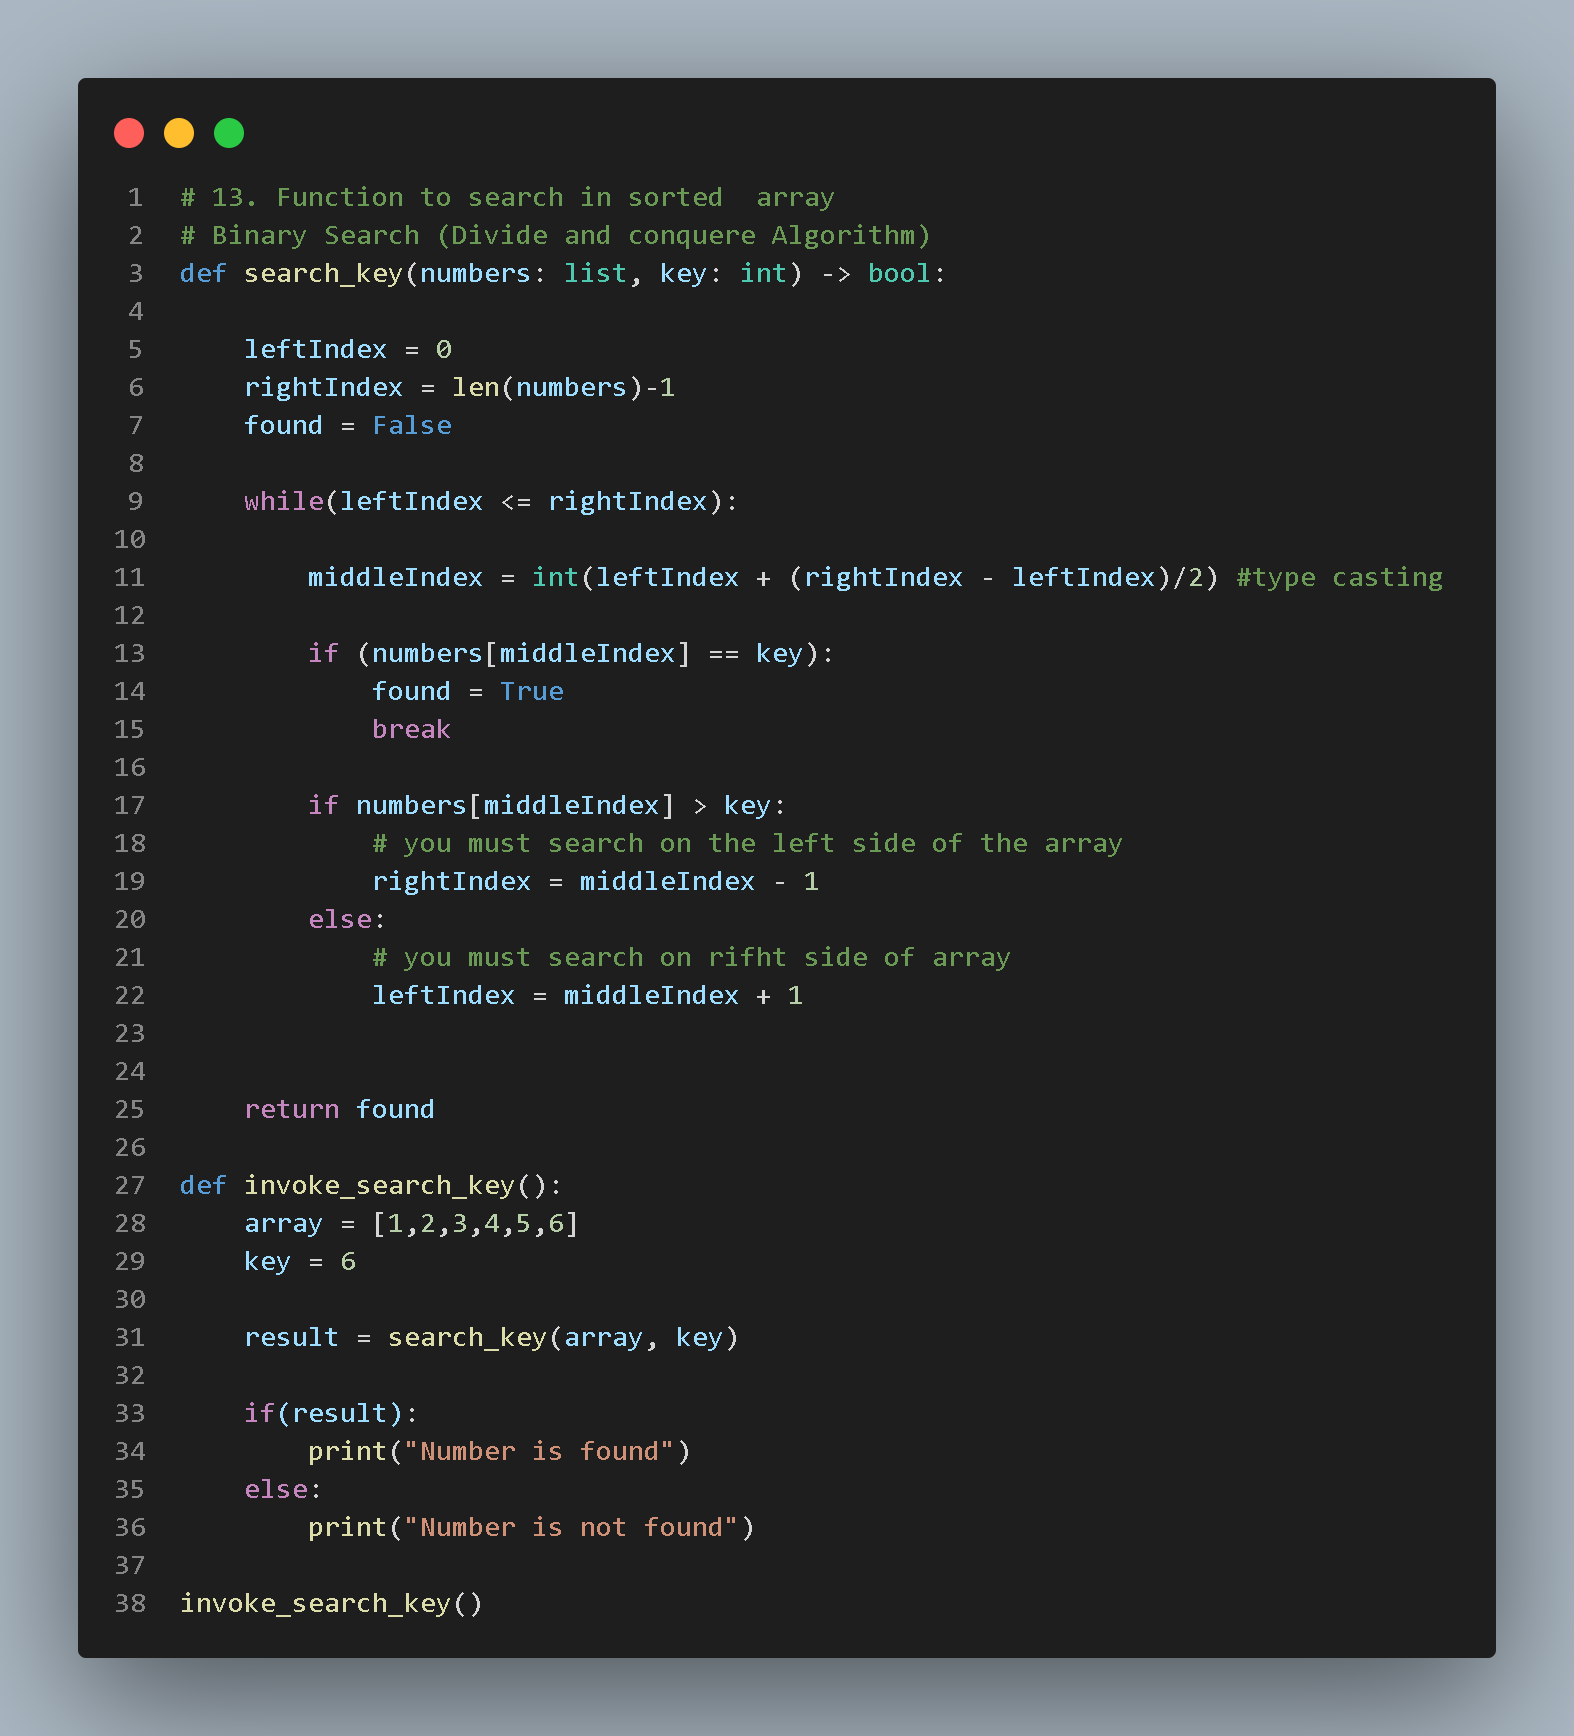 1 # 13. Function to search in sorted  array
2 # Binary Search (Divide and conquere Algorithm)
3 def search_key(numbers: list, key: int) -> bool:
4
5     leftIndex = 0
6     rightIndex = len(numbers)-1
7     found = False
8
9     while(leftIndex <= rightIndex):
10
11         middleIndex = int(leftIndex + (rightIndex - leftIndex)/2) #type casting
12
13         if (numbers[middleIndex] == key):
14             found = True
15             break
16
17         if numbers[middleIndex] > key:
18             # you must search on the left side of the array
19             rightIndex = middleIndex - 1
20         else:
21             # you must search on rifht side of array
22             leftIndex = middleIndex + 1
23
24
25     return found
26
27 def invoke_search_key():
28     array = [1,2,3,4,5,6]
29     key = 6
30
31     result = search_key(array, key)
32
33     if(result):
34         print("Number is found")
35     else:
36         print("Number is not found")
37
38 invoke_search_key()